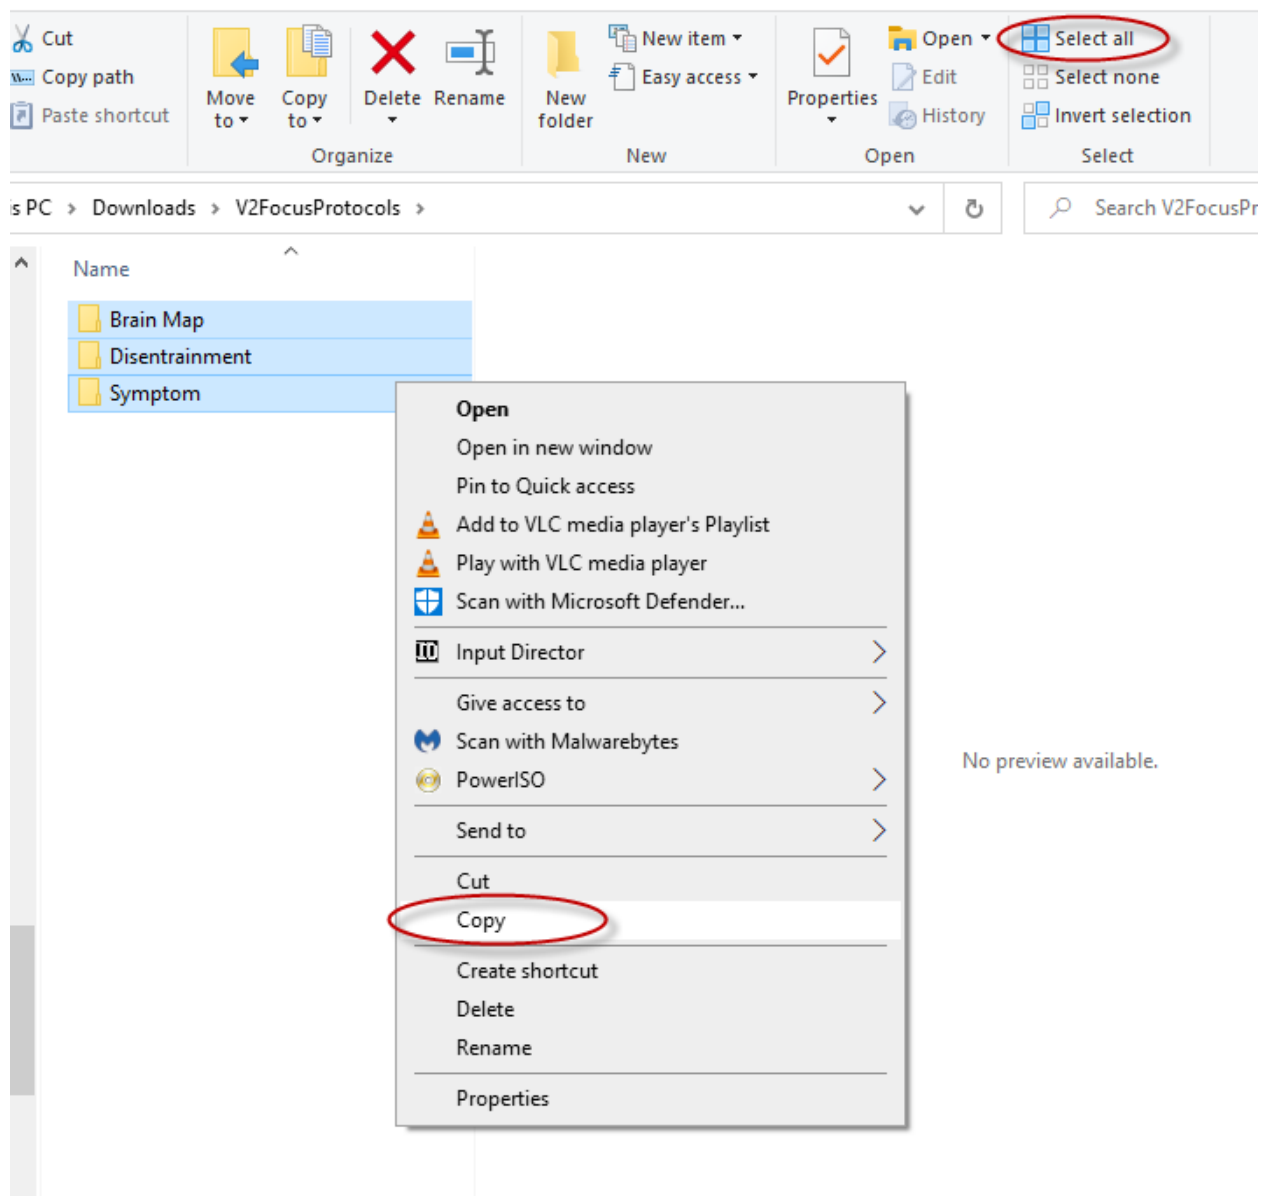 Cut
Copy path
Paste shortcut
Move to
Copy to
Delete
Rename
Organize
New folder
New item
Easy access
New
Properties
Open
Edit
History
Open
Select all
Select none
Invert selection
Select
is PC > Downloads > V2FocusProtocols >
Search V2FocusPr
Name
Brain Map
Disentrainment
Symptom
Open
Open in new window
Pin to Quick access
Add to VLC media player's Playlist
Play with VLC media player
Scan with Microsoft Defender...
Input Director
Give access to
Scan with Malwarebytes
PowerISO
Send to
Cut
Copy
Create shortcut
Delete
Rename
Properties
No preview available.